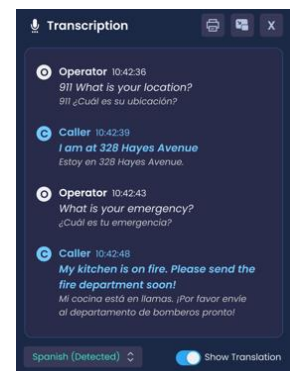 Transcription
X
O Operator 10:42:36
911 What is your location?
911 ¿Cuál es su ubicación?
C Caller 10:42:39
I am at 328 Hayes Avenue
Estoy en 328 Hayes Avenue.
O Operator 10:42:43
What is your emergency?
¿Cuál es tu emergencia?
C Caller 10:42:48
My kitchen is on fire. Please send the
fire department soon!
Mi cocina está en llamas. ¡Por favor envíe
al departamento de bomberos pronto!
Spanish (Detected) Show Translation